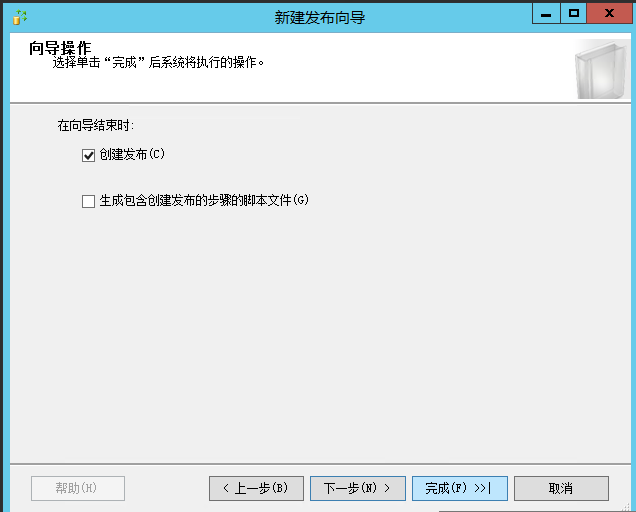 新建发布向导
向导操作
选择单击“完成”后系统将执行的操作。
在向导结束时:
创建发布(C)
生成包含创建发布的步骤的脚本文件(G)
帮助(H)
< 上一步(B)
下一步(N) >
完成(F) >>|
取消